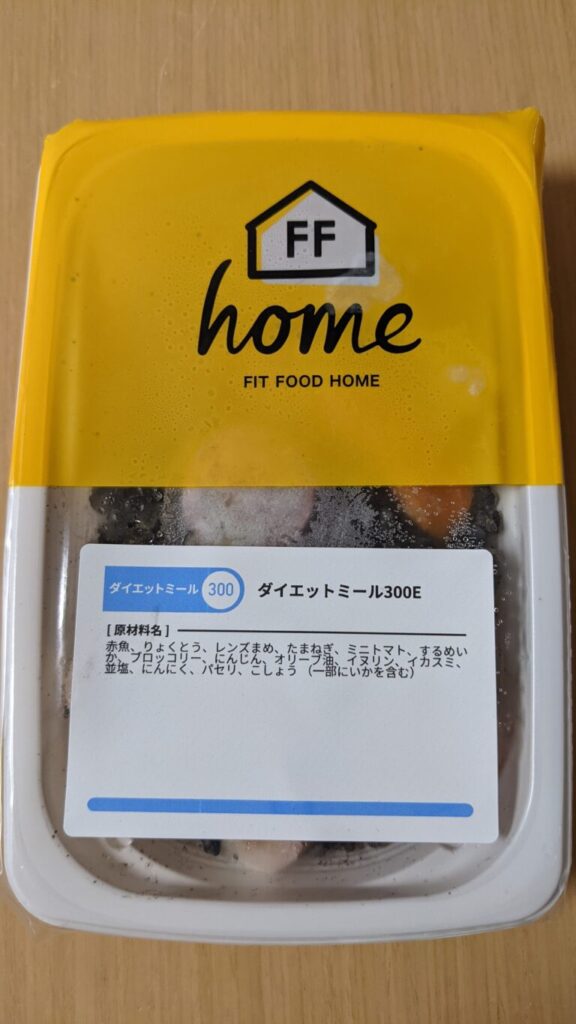 FF
home
FIT FOOD HOME
ダイエットミール 300 ダイエットミール300E
[ 原材料名 ]
赤魚、りょくとう、レンズまめ、たまねぎ、ミニトマト、するめい
か、ブロッコリー、にんじん、オリーブ油、イヌリン、イカスミ、
並塩、にんにく、パセリ、こしょう （一部にいかを含む）